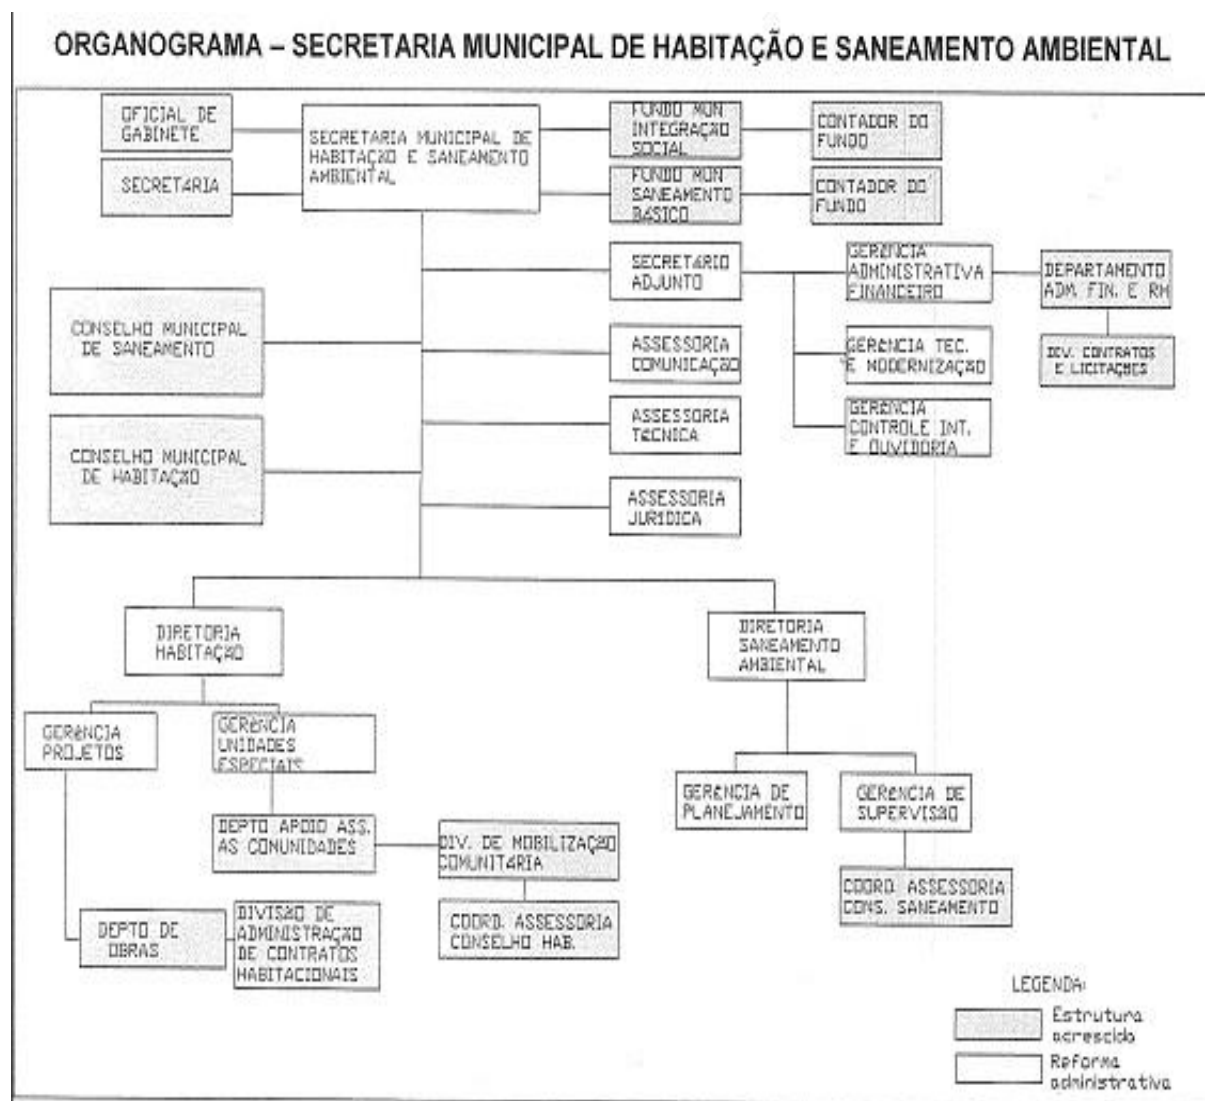 ORGANOGRAMA – SECRETARIA MUNICIPAL DE HABITAÇÃO E SANEAMENTO AMBIENTAL
OFICIAL DE
GABINETE
SECRETÁRIA
SECRETARIA MUNICIPAL DE
HABITAÇÃO E SANEAMENTO
AMBIENTAL
FUNDO MUN
INTEGRAÇÃO
SOCIAL
CONTADOR DO
FUNDO
FUNDO MUN
SANEAMENTO
BÁSICO
CONTADOR DO
FUNDO
SECRETÁRIO
ADJUNTO
GERÊNCIA
ADMINISTRATIVA
FINANCEIRO
DEPARTAMENTO
ADM. FIN. E RH
CONSELHO MUNICIPAL
DE SANEAMENTO
ASSESSORIA
COMUNICAÇÃO
GERÊNCIA TEC.
E MODERNIZAÇÃO
DIV. CONTRATOS
E LICITAÇÕES
ASSESSORIA
TÉCNICA
GERÊNCIA
CONTROLE INT.
E OUVIDORIA
CONSELHO MUNICIPAL
DE HABITAÇÃO
ASSESSORIA
JURÍDICA
DIRETORIA
HABITAÇÃO
DIRETORIA
SANEAMENTO
AMBIENTAL
GERÊNCIA
PROJETOS
GERÊNCIA
UNIDADES
ESPECIAIS
GERÊNCIA DE
PLANEJAMENTO
GERÊNCIA DE
SUPERVISÃO
DEPTO APOIO ASS.
AS COMUNIDADES
DIV. DE MOBILIZAÇÃO
COMUNITÁRIA
COORD. ASSESSORIA
CONS. SANEAMENTO
DEPTO DE
OBRAS
DIVISÃO DE
ADMINISTRAÇÃO
DE CONTRATOS
HABITACIONAIS
COORD. ASSESSORIA
CONSELHO HAB.
LEGENDA:
Estrutura
acrescida
Reforma
administrativa